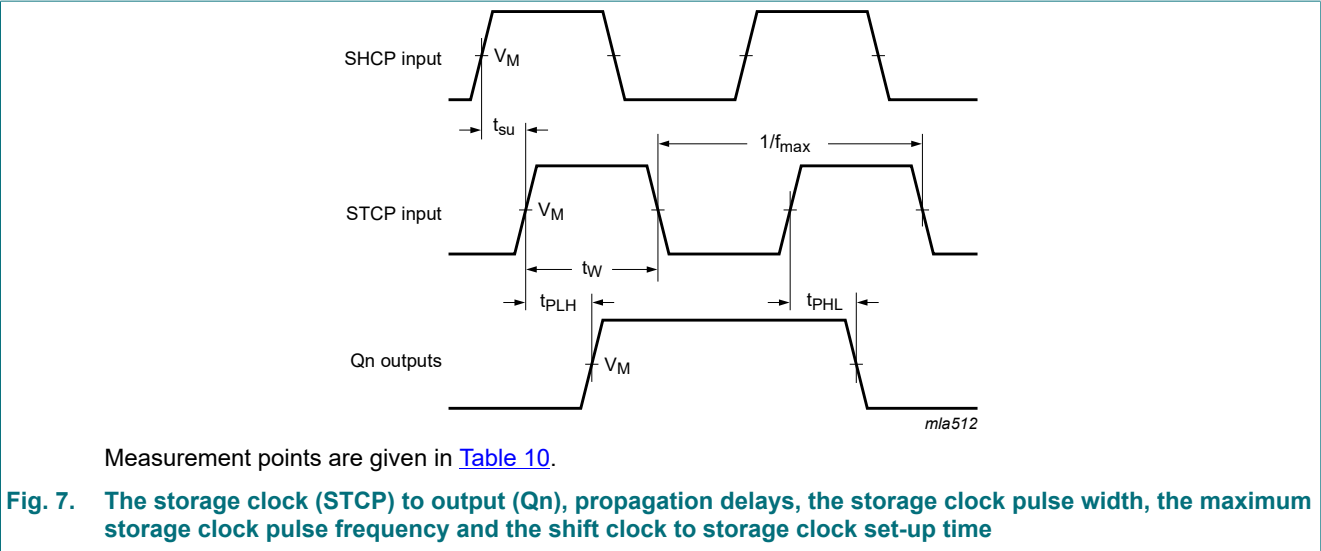 SHCP input
VM
tsu
1/fmax
STCP input
VM
tW
tPLH
tPHL
Qn outputs
VM
mla512
Measurement points are given in Table 10.
Fig. 7. The storage clock (STCP) to output (Qn), propagation delays, the storage clock pulse width, the maximum
storage clock pulse frequency and the shift clock to storage clock set-up time